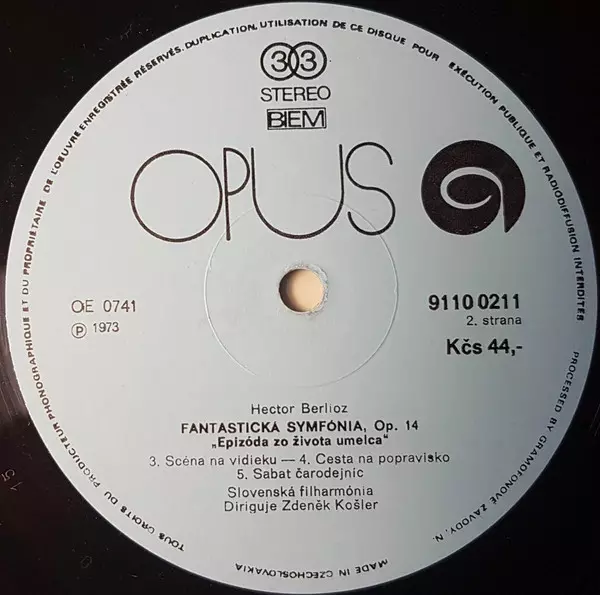 TOUS DROITS DU PRODUCTEUR PHONOGRAPHIQUE ET DU PROPRIÉTAIRE DE L'OEUVRE ENREGISTRÉE RÉSERVÉS. DUPLICATION, UTILISATION DE CE DISQUE POUR EXÉCUTION PUBLIQUE ET RADIODIFFUSION INTERDITES
33
STEREO
BIEM
OPUS
OE 0741
℗ 1973
9110 0211
2. strana
Kčs 44,-
Hector Berlioz
FANTASTICKÁ SYMFÓNIA, Op. 14
„Epizóda zo života umelca“
3. Scéna na vidieku — 4. Cesta na popravisko
5. Sabat čarodejníc
Slovenská filharmónia
Diriguje Zdeněk Košler
PROCESSED BY GRAMOFONOVÉ ZÁVODY, N.
MADE IN CZECHOSLOVAKIA